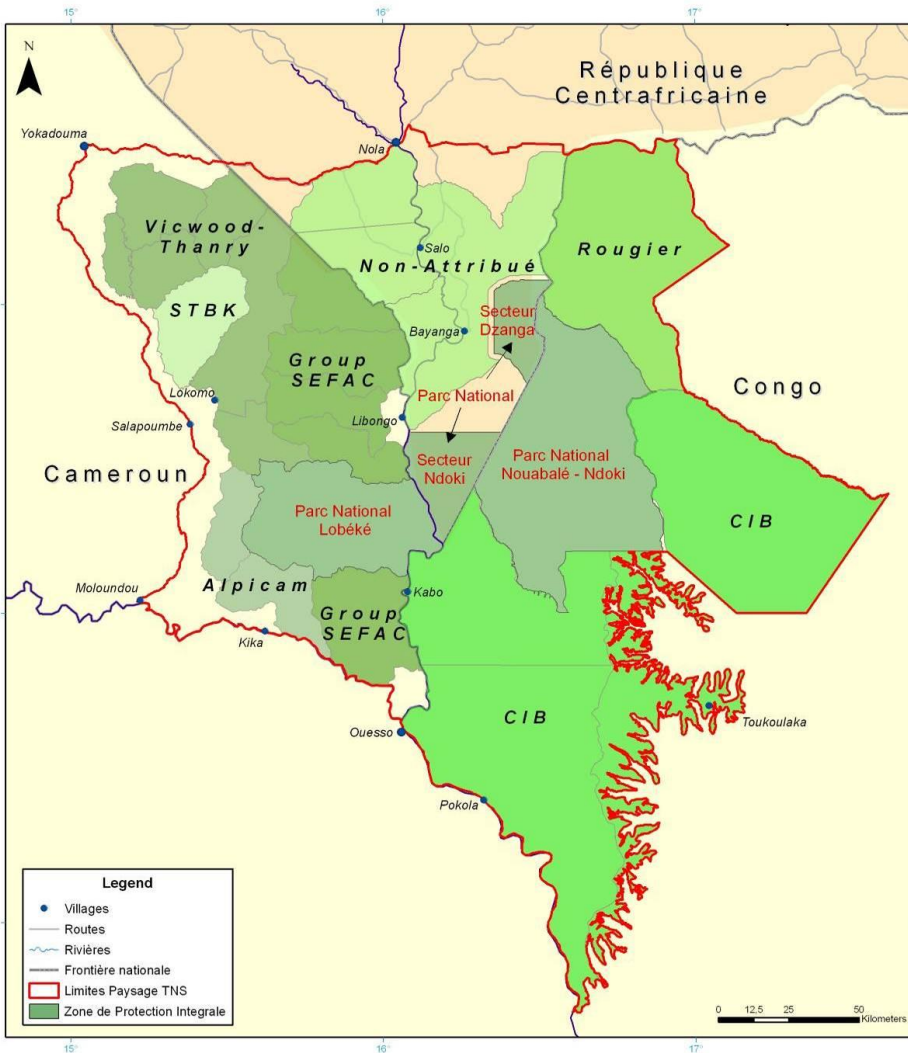 15°
16°
17°
N
République
Centrafricaine
Yokadouma
Nola
Vicwood-
Thanry
Salo
Non-Attribué
Rougier
STBK
Secteur
Dzanga
Bayanga
Group
SEFAC
Parc National
Congo
Lokomo
Salapoumbe
Libongo
Cameroun
Secteur
Ndoki
Parc National
Nouabalé - Ndoki
Parc National
Lobéké
CIB
Alpicam
Moloundou
Kabo
Group
SEFAC
Kika
CIB
Toukoulaka
Ouesso
Pokola
Legend
Villages
Routes
Rivières
Frontière nationale
Limites Paysage TNS
Zone de Protection Integrale
0 12.5 25 50
Kilometers
15°
16°
17°